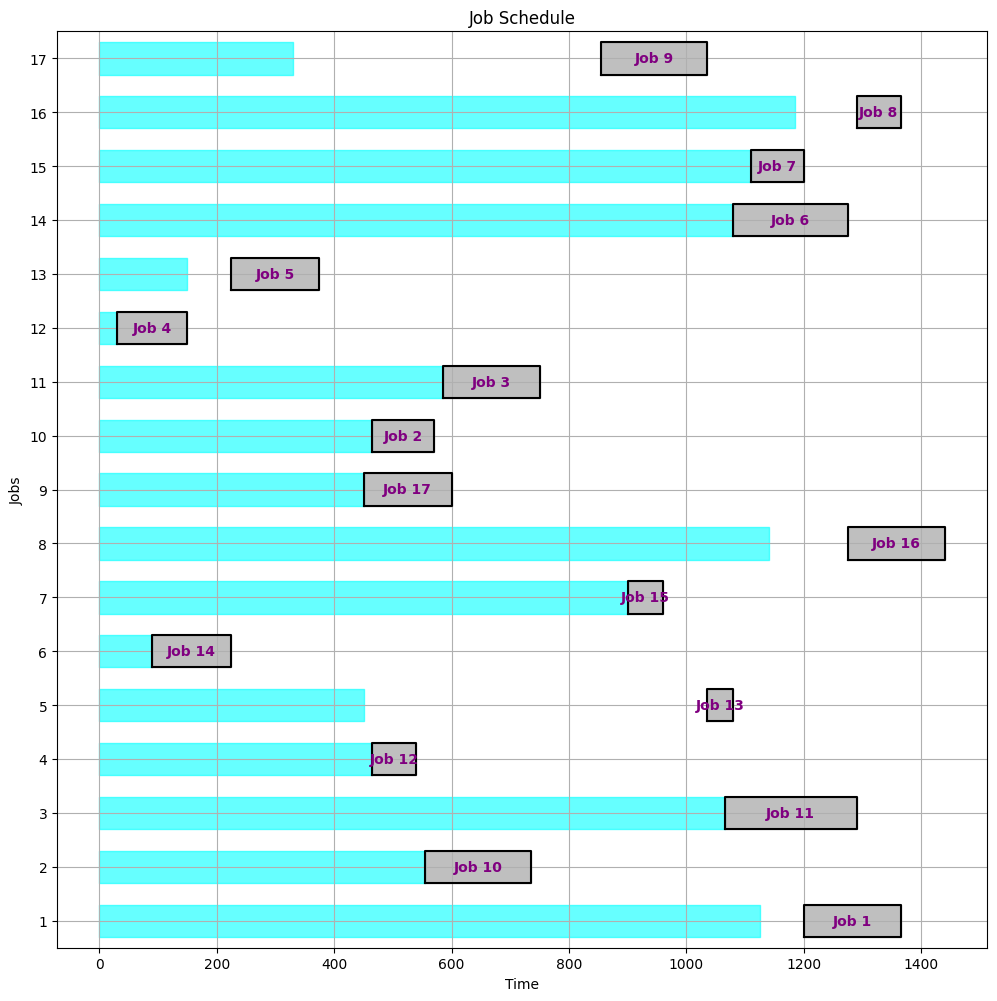 Job Schedule
17 Job 9
16 Job 8
15 Job 7
14 Job 6
13 Job 5
12 Job 4
11 Job 3
10 Job 2
9 Job 17
8 Job 16
7 Job 15
6 Job 14
5 Job 13
4 Job 12
3 Job 11
2 Job 10
1 Job 1
Jobs
0 200 400 600 800 1000 1200 1400
Time